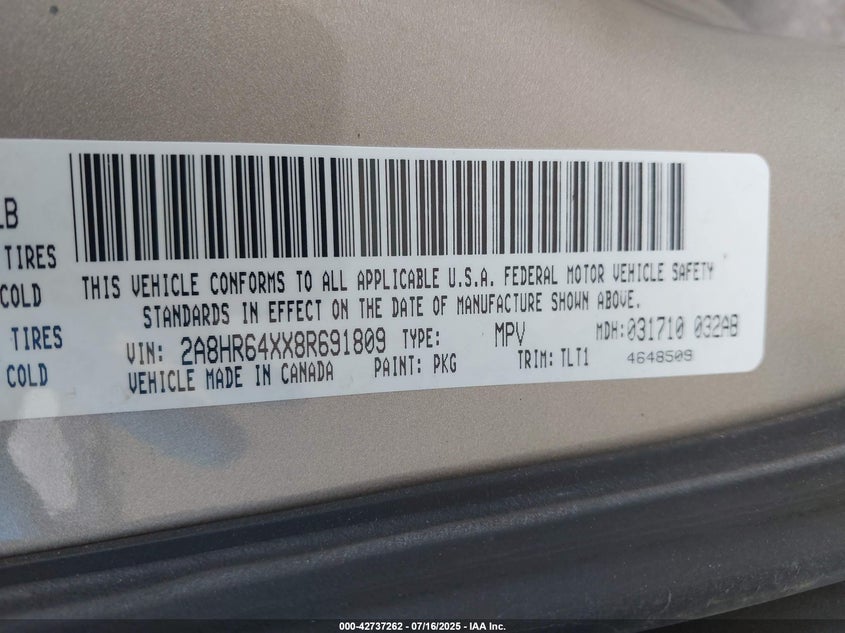 LB
TIRES
COLD
TIRES
COLD
THIS VEHICLE CONFORMS TO ALL APPLICABLE U.S.A. FEDERAL MOTOR VEHICLE SAFETY
STANDARDS IN EFFECT ON THE DATE OF MANUFACTURE SHOWN ABOVE.
VIN: 2A8HR64XX8R691809 TYPE: MPV MDH: 031710 032AB
VEHICLE MADE IN CANADA PAINT: PKG TRIM: TLT1 4648509
000-42737262 - 07/16/2025 - IAA Inc.